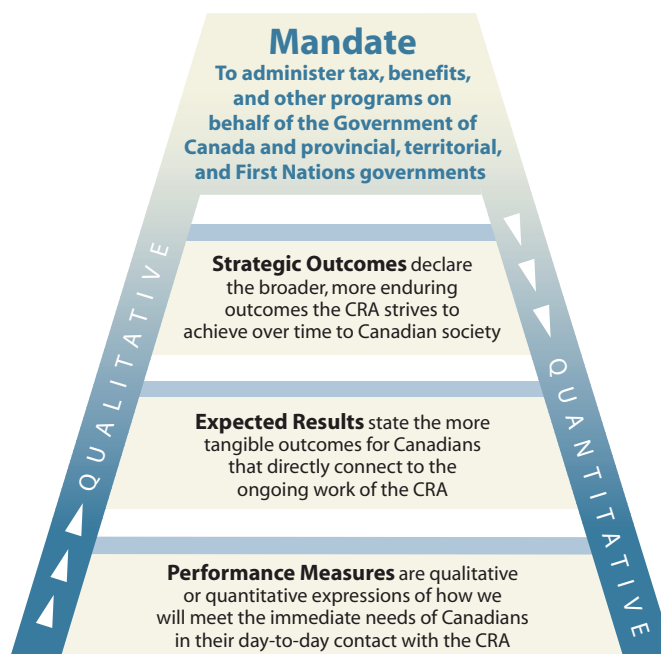 Mandate
To administer tax, benefits,
and other programs on
behalf of the Government of
Canada and provincial, territorial,
and First Nations governments
QUALITATIVE
QUANTITATIVE
Strategic Outcomes declare
the broader, more enduring
outcomes the CRA strives to
achieve over time to Canadian society
Expected Results state the more
tangible outcomes for Canadians
that directly connect to the
ongoing work of the CRA
Performance Measures are qualitative
or quantitative expressions of how we
will meet the immediate needs of Canadians
in their day-to-day contact with the CRA